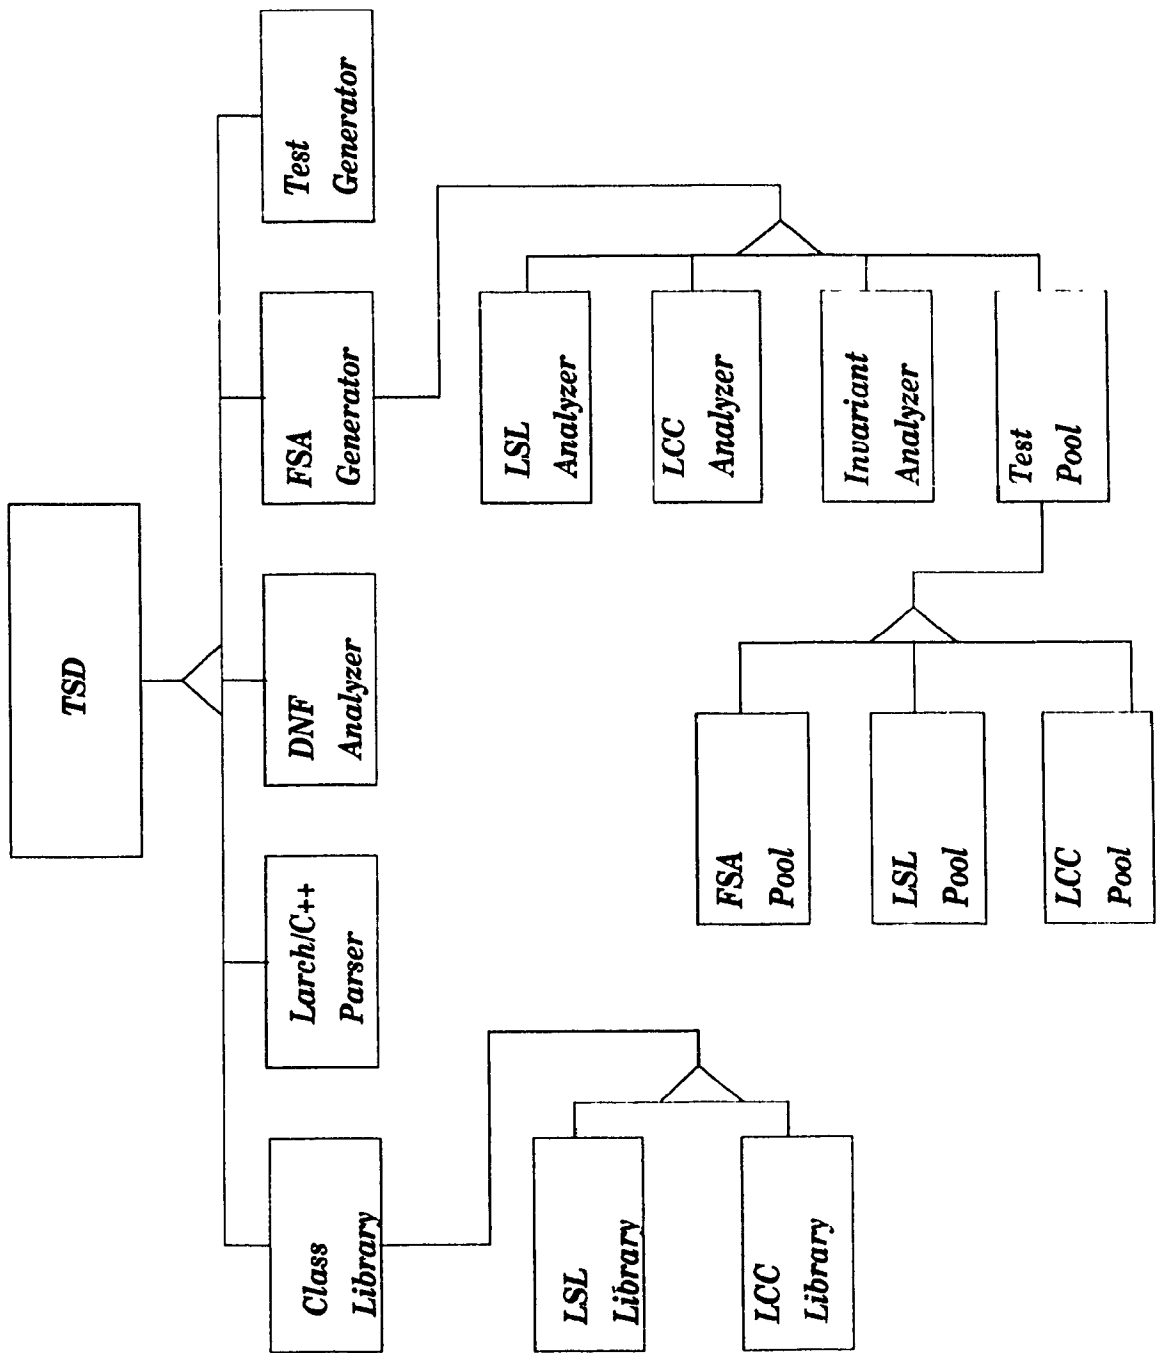 TSD
Class
Library
Larch/C++
Parser
DNF
Analyzer
FSA
Generator
Test
Generator
LSL
Library
LCC
Library
LSL
Analyzer
LCC
Analyzer
Invariant
Analyzer
Test
Pool
FSA
Pool
LSL
Pool
LCC
Pool